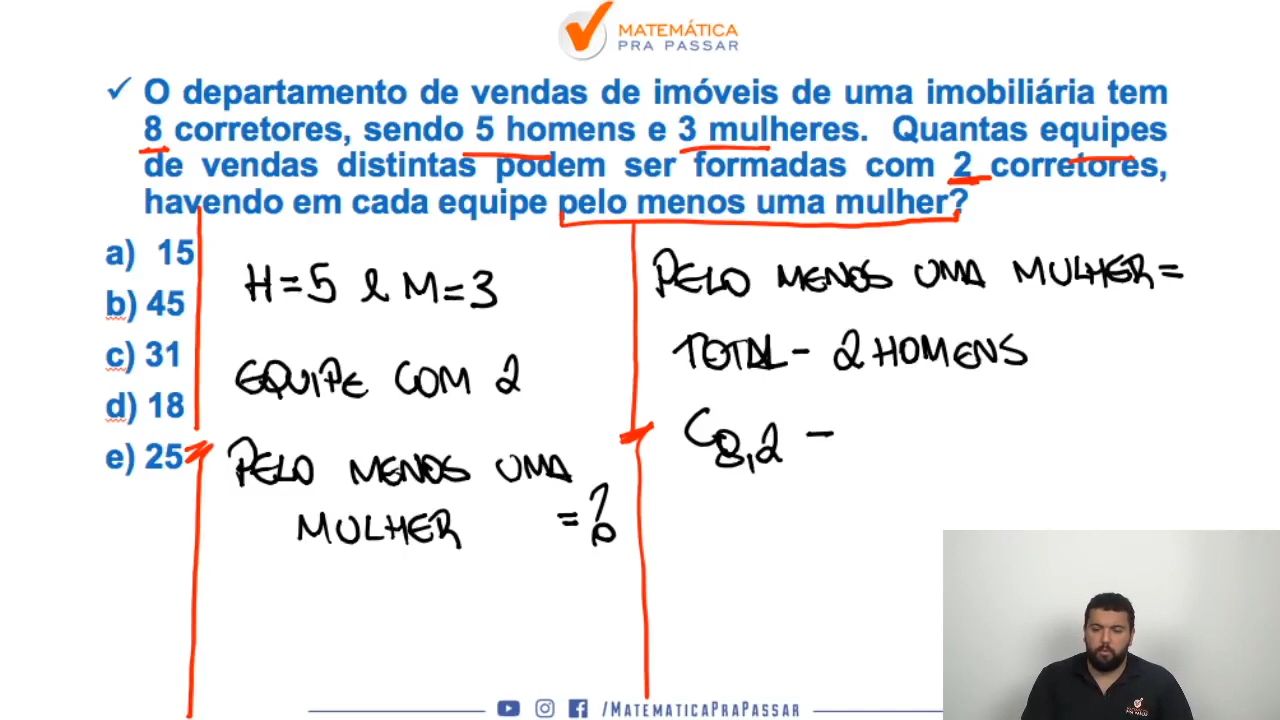 MATEMÁTICA
PRA PASSAR
✓ O departamento de vendas de imóveis de uma imobiliária tem
8 corretores, sendo 5 homens e 3 mulheres. Quantas equipes
de vendas distintas podem ser formadas com 2 corretores,
havendo em cada equipe pelo menos uma mulher?
a) 15
b) 45
c) 31
d) 18
e) 25
H = 5 & M = 3
EQUIPE COM 2
PELO MENOS UMA
MULHER = ?
PELO MENOS UMA MULHER =
TOTAL - 2 HOMENS
C8,2 -
/MATEMATICAPRAPASSAR